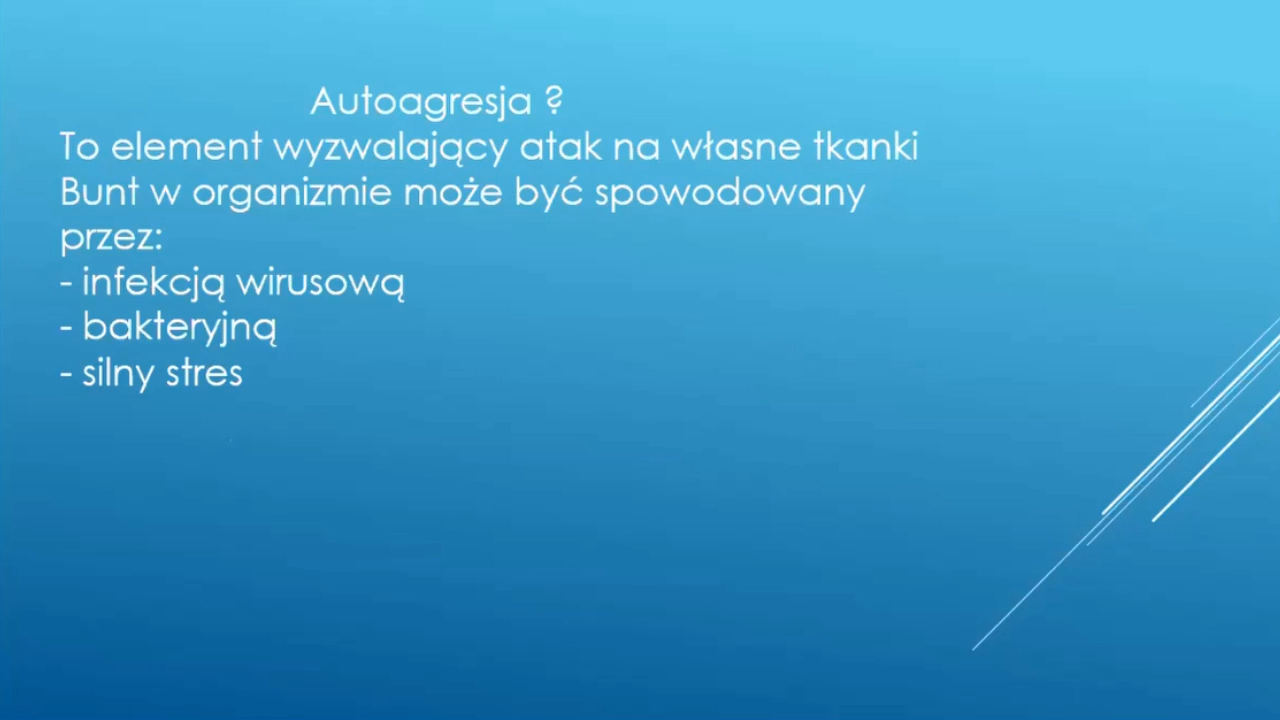 Autoagresja ?
To element wyzwalający atak na własne tkanki
Bunt w organizmie może być spowodowany
przez:
- infekcją wirusową
- bakteryjną
- silny stres